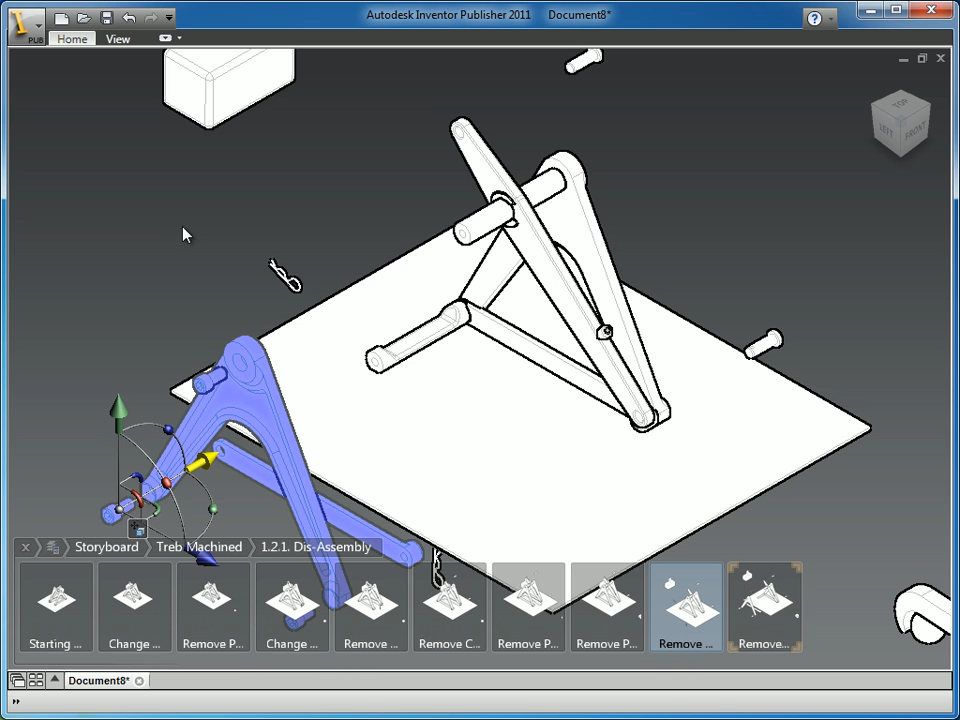 Autodesk Inventor Publisher 2011 Document8*
PUB
Home View
TOP
LEFT FRONT
Storyboard Treb Machined 1.2.1. Dis-Assembly
Starting ... Change ... Remove P... Change ... Remove ... Remove C... Remove P... Remove P... Remove ... Remove...
Document8*